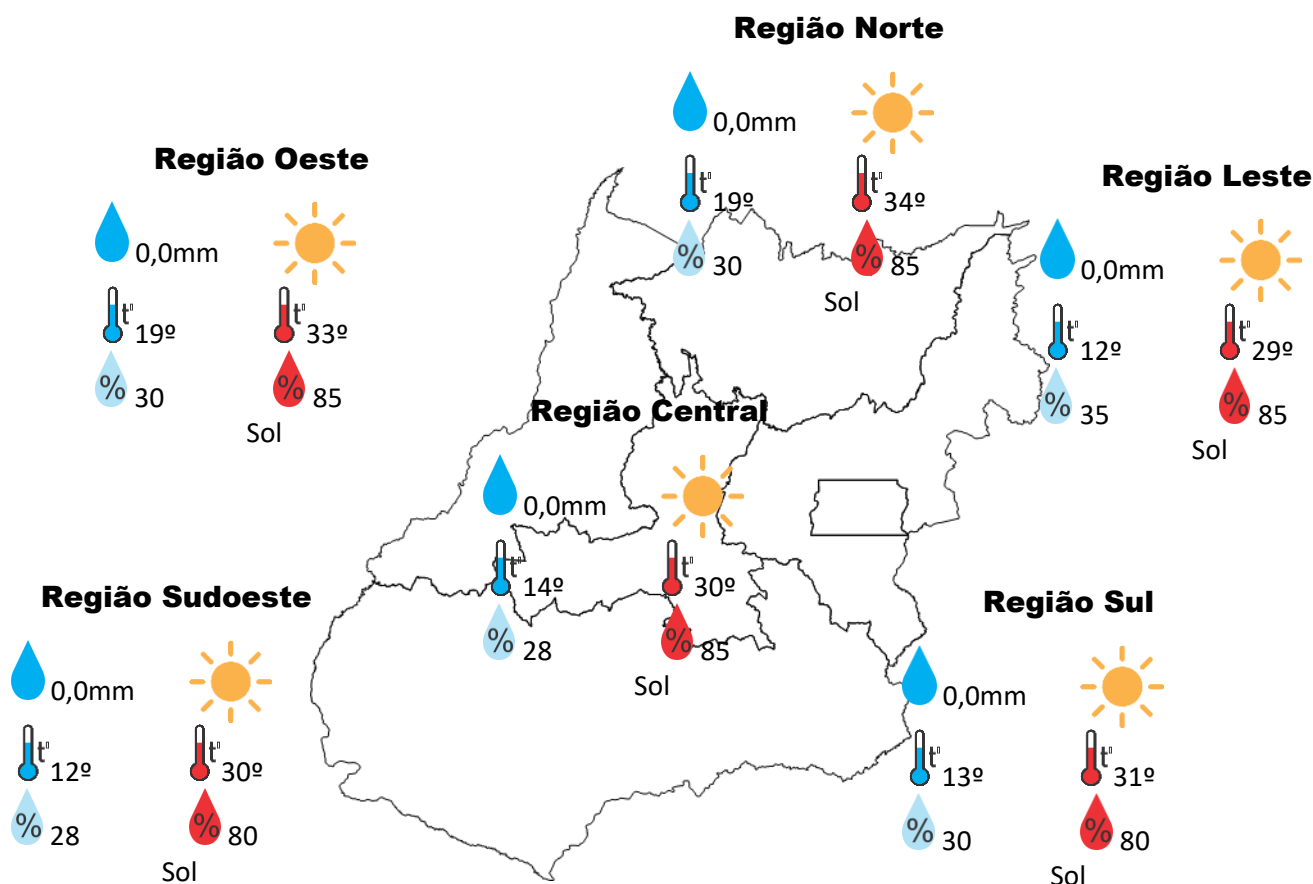 Região Norte
0,0mm
t°
19º
t°
34º
% 30
% 85
Sol
Região Oeste
0,0mm
t°
19º
t°
33º
% 30
% 85
Sol
Região Leste
0,0mm
t°
12º
t°
29º
% 35
% 85
Sol
Região Central
0,0mm
t°
14º
t°
30º
% 28
% 85
Sol
Região Sudoeste
0,0mm
t°
12º
t°
30º
% 28
% 80
Sol
Região Sul
0,0mm
t°
13º
t°
31º
% 30
% 80
Sol